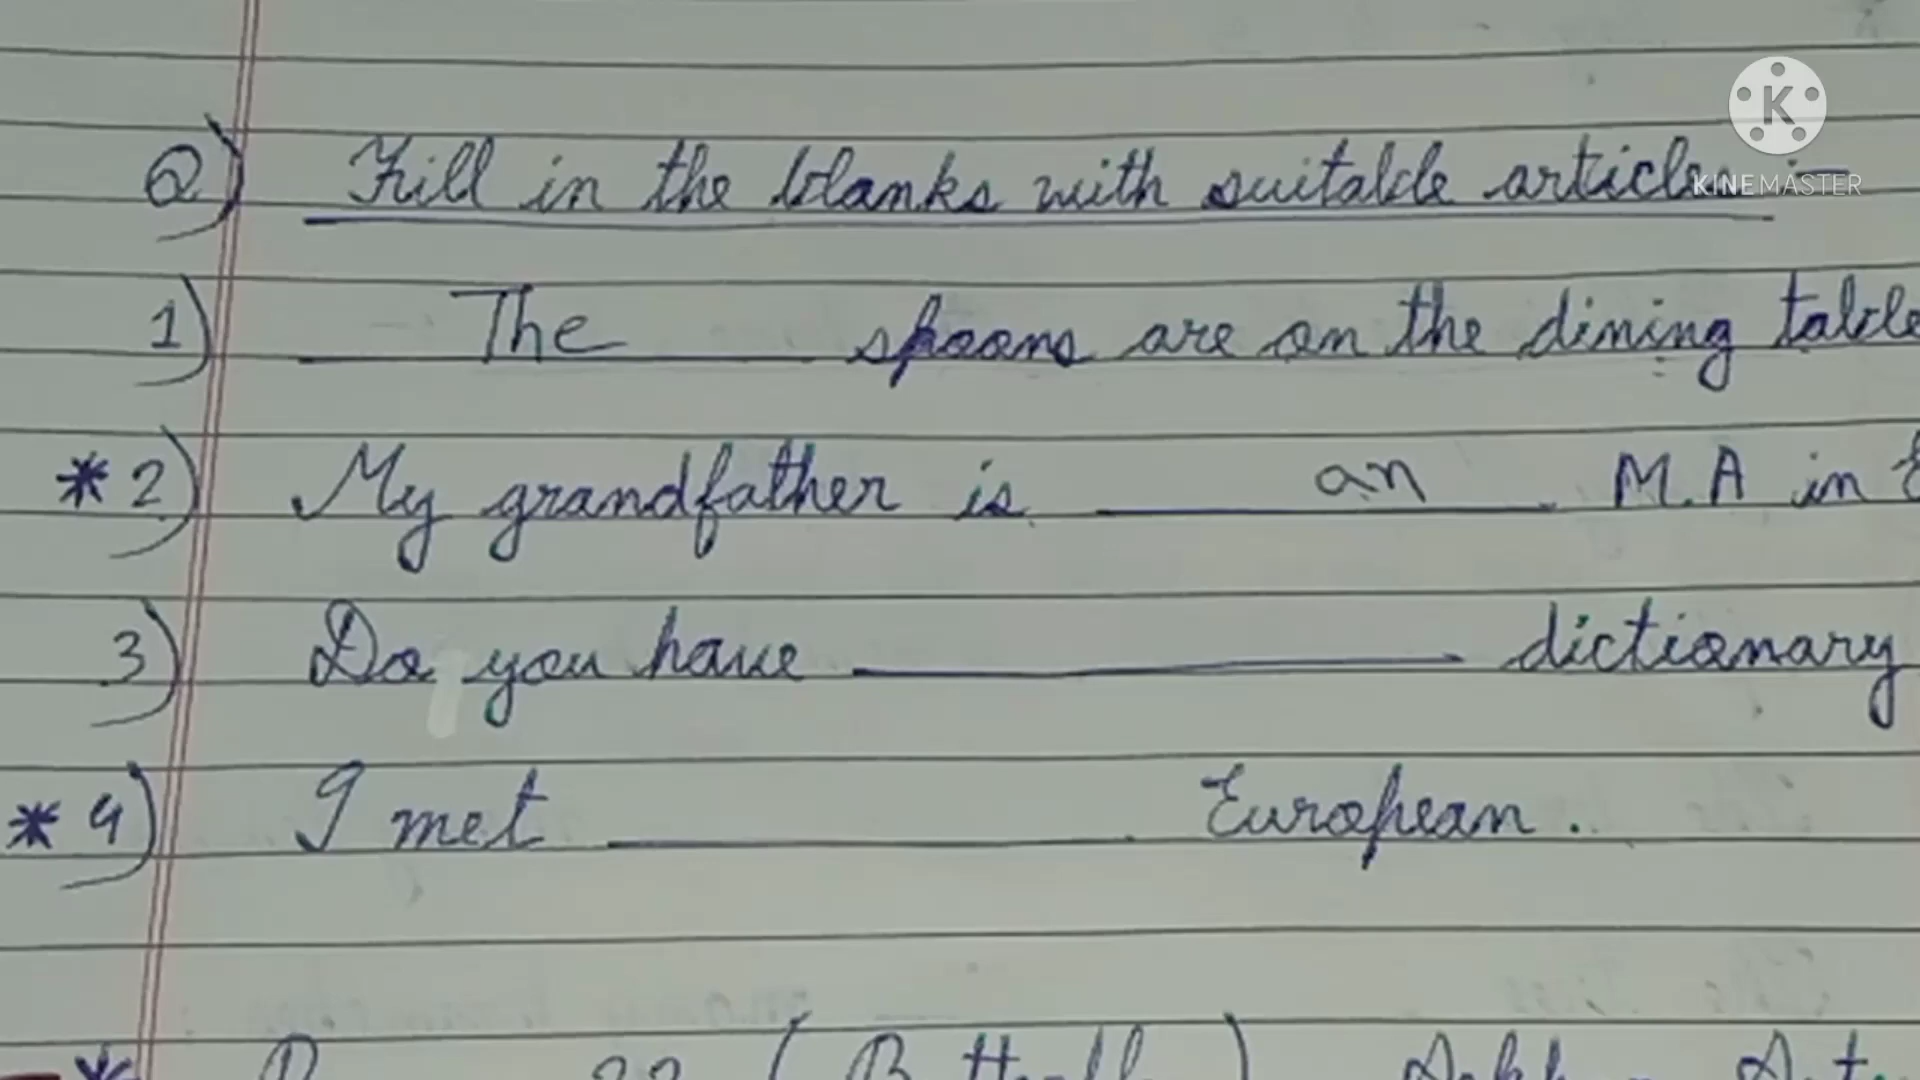 Q) Fill in the blanks with suitable article
K
KINEMASTER
1) The spoons are on the dining table
*2) My grandfather is an M.A in E
3) Do you have dictionary
*4) I met European.